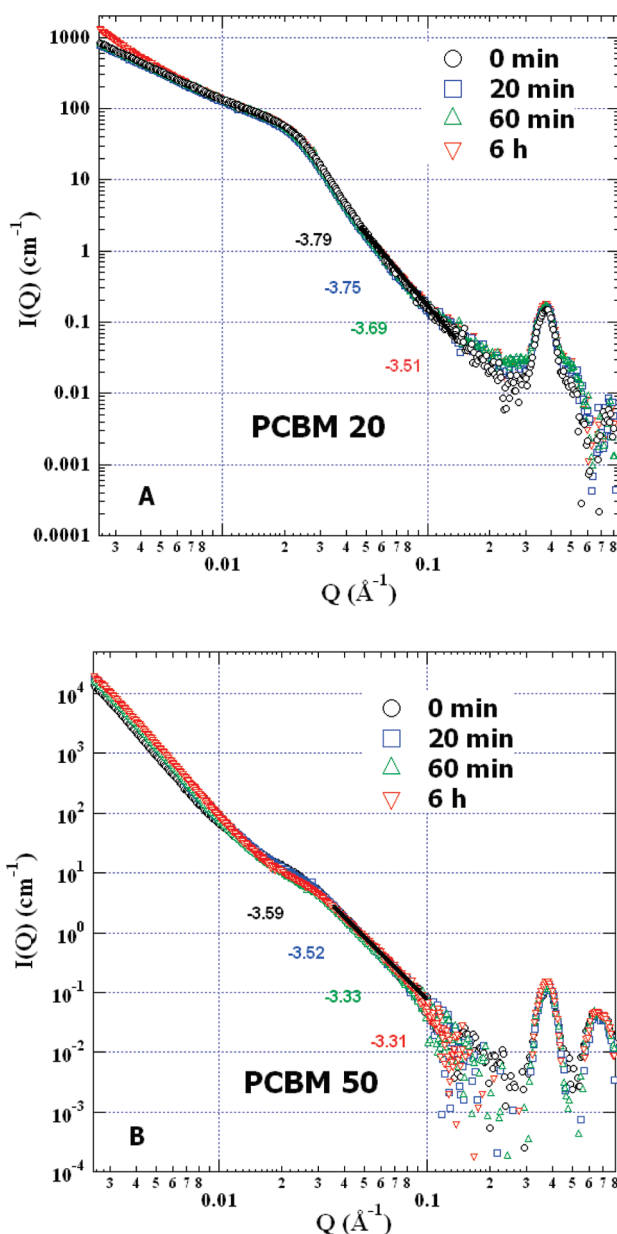 1000
100
10
1
0.1
0.01
0.001
0.0001
I(Q) (cm⁻¹)
0 min
20 min
60 min
6 h
-3.79
-3.75
-3.69
-3.51
PCBM 20
A
3 4 5 6 7 8 0.01 2 3 4 5 6 7 8 0.1 2 3 4 5 6 7 8
Q (Å⁻¹)
10⁴
10³
10²
10¹
10⁰
10⁻¹
10⁻²
10⁻³
10⁻⁴
I(Q) (cm⁻¹)
0 min
20 min
60 min
6 h
-3.59
-3.52
-3.33
-3.31
PCBM 50
B
3 4 5 6 7 8 0.01 2 3 4 5 6 7 8 0.1 2 3 4 5 6 7 8
Q (Å⁻¹)